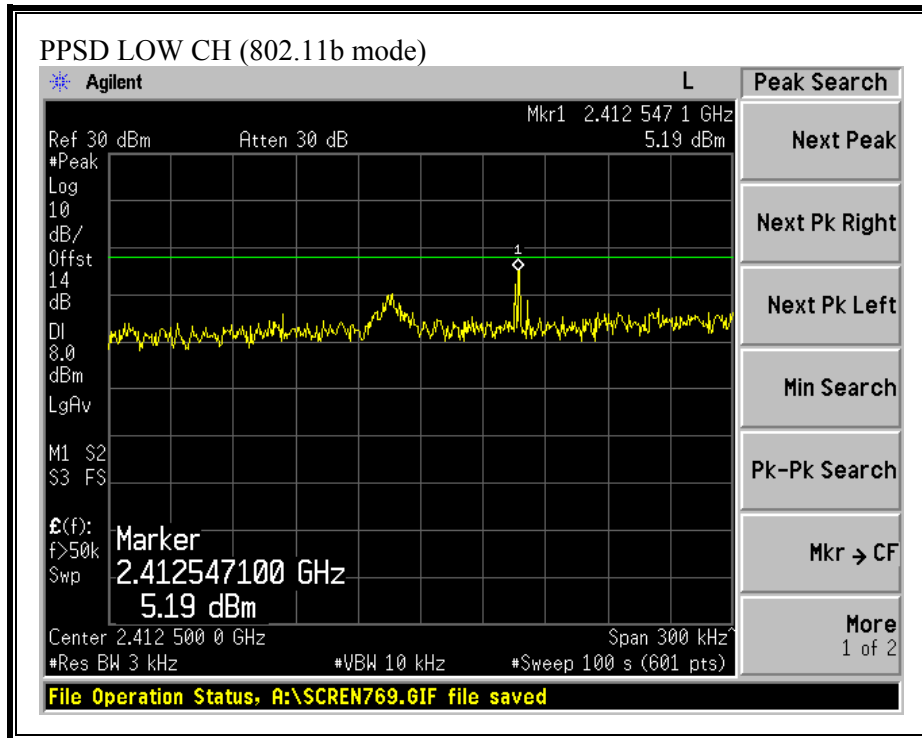 PPSD LOW CH (802.11b mode)
Agilent
L
Peak Search
Mkr1 2.412 547 1 GHz
Ref 30 dBm Atten 30 dB 5.19 dBm
#Peak
Log
10
dB/
Offst
14
dB
DI
8.0
dBm
LgAv
M1 S2
S3 FS
£(f):
f>50k
Swp
1
Marker
2.412547100 GHz
5.19 dBm
Center 2.412 500 0 GHz Span 300 kHz^
#Res BW 3 kHz #VBW 10 kHz #Sweep 100 s (601 pts)
File Operation Status, A:\SCREN769.GIF file saved
Next Peak
Next Pk Right
Next Pk Left
Min Search
Pk-Pk Search
Mkr → CF
More
1 of 2